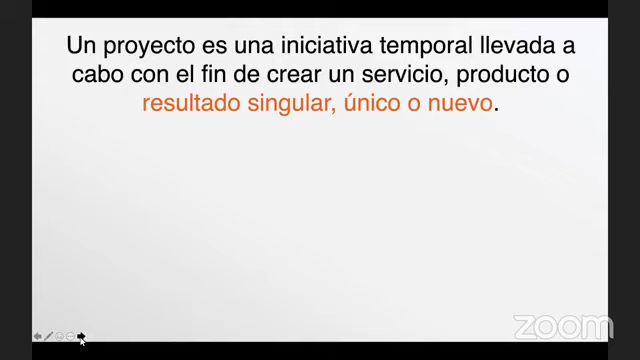 Un proyecto es una iniciativa temporal llevada a
cabo con el fin de crear un servicio, producto o
resultado singular, único o nuevo.
zoom